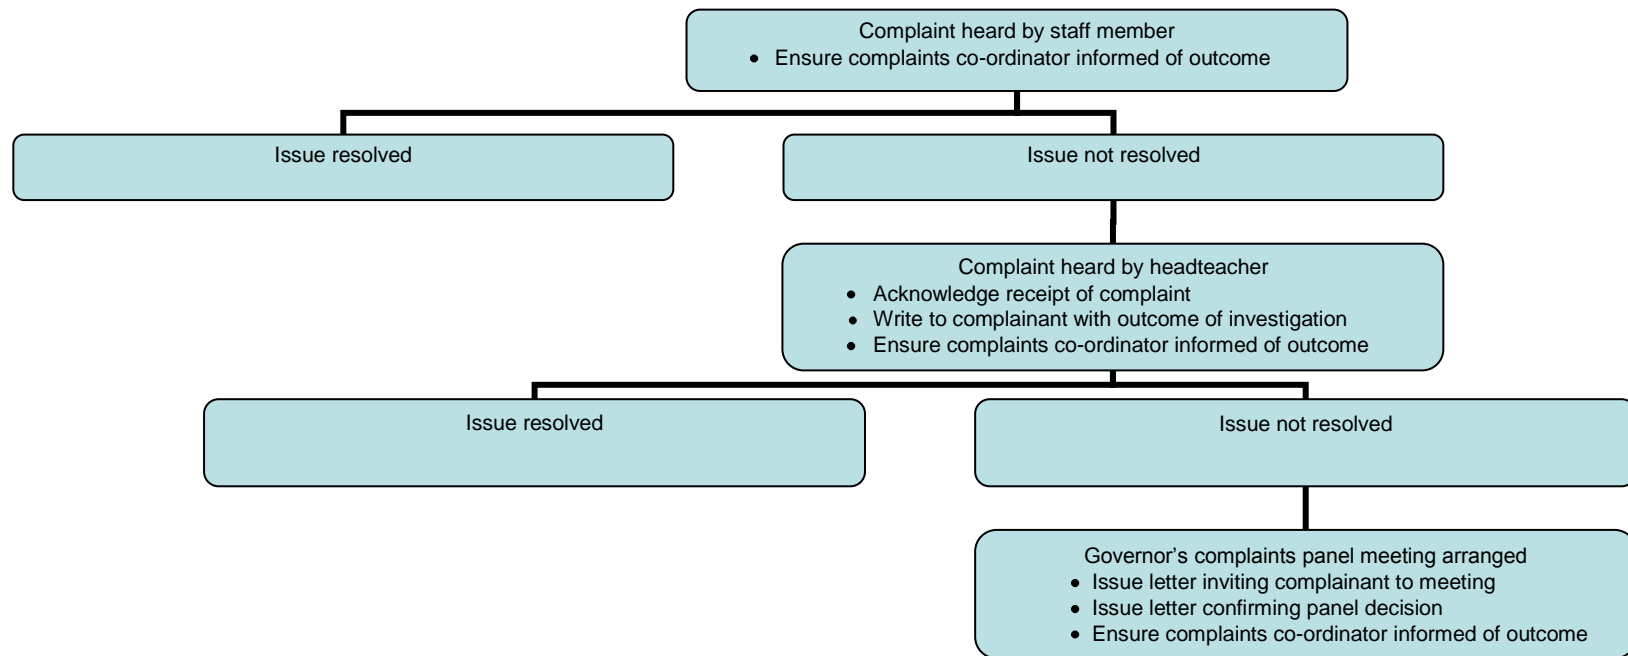 Complaint heard by staff member
• Ensure complaints co-ordinator informed of outcome
Issue resolved
Issue not resolved
Complaint heard by headteacher
• Acknowledge receipt of complaint
• Write to complainant with outcome of investigation
• Ensure complaints co-ordinator informed of outcome
Issue resolved
Issue not resolved
Governor’s complaints panel meeting arranged
• Issue letter inviting complainant to meeting
• Issue letter confirming panel decision
• Ensure complaints co-ordinator informed of outcome